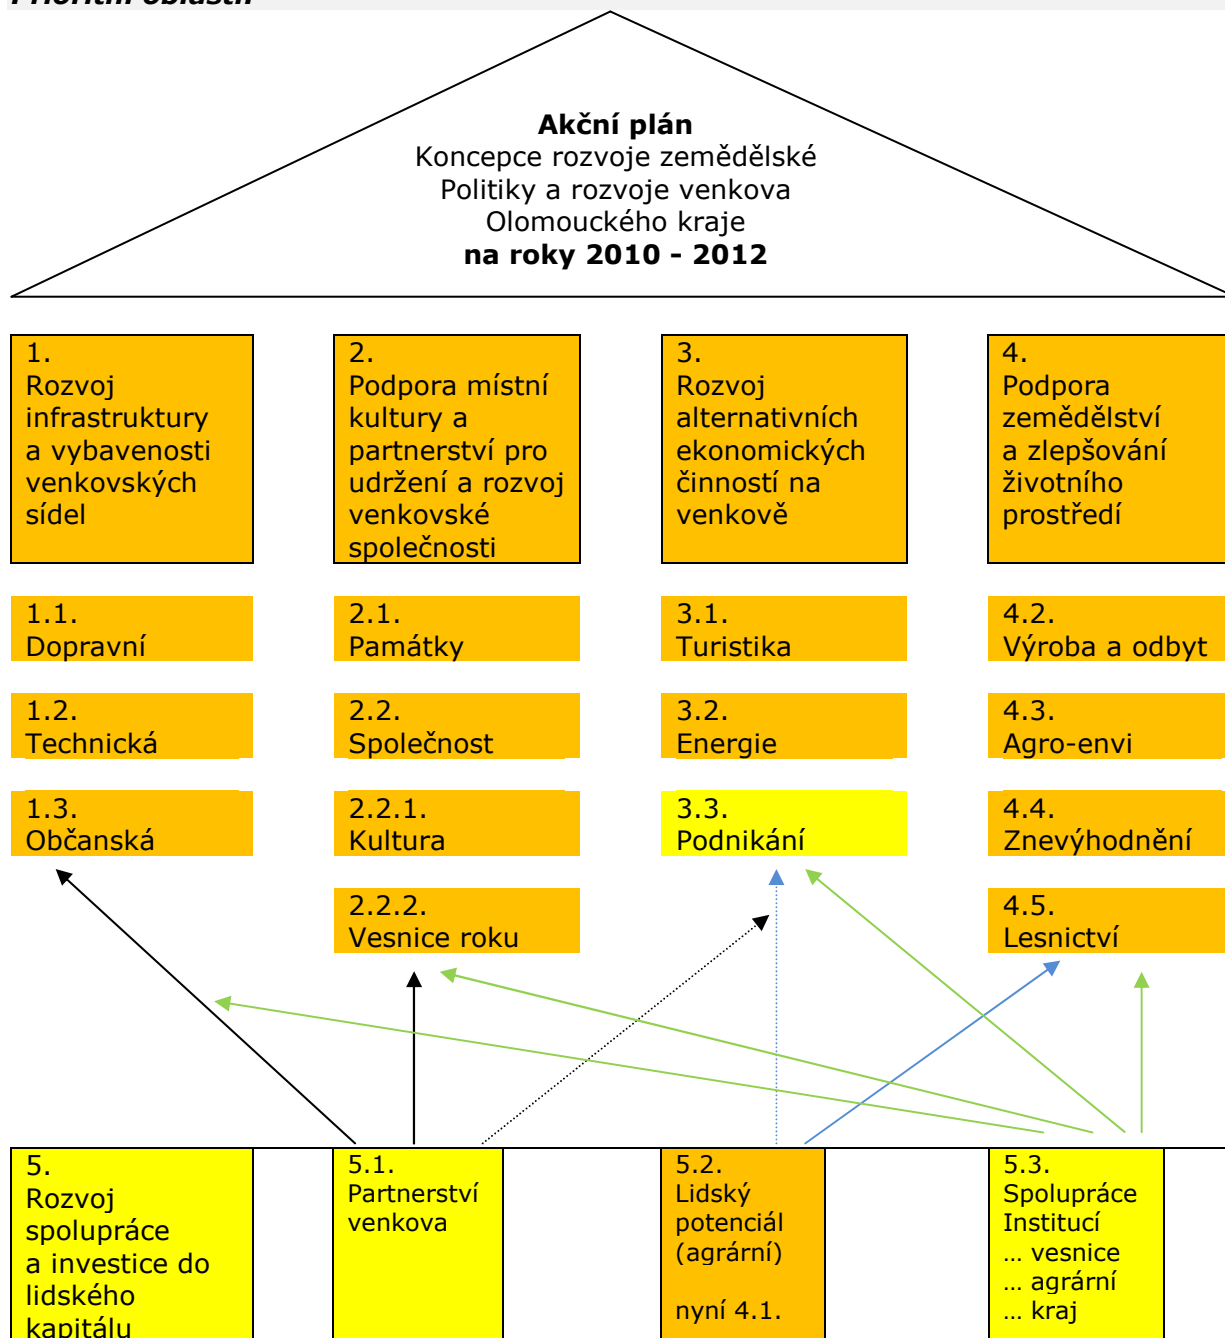 Prioritní oblasti:
Akční plán
Koncepce rozvoje zemědělské
Politiky a rozvoje venkova
Olomouckého kraje
na roky 2010 - 2012
1.
Rozvoj
infrastruktury
a vybavenosti
venkovských
sídel
2.
Podpora místní
kultury a
partnerství pro
udržení a rozvoj
venkovské
společnosti
3.
Rozvoj
alternativních
ekonomických
činností na
venkově
4.
Podpora
zemědělství
a zlepšování
životního
prostředí
1.1.
Dopravní
2.1.
Památky
3.1.
Turistika
4.2.
Výroba a odbyt
1.2.
Technická
2.2.
Společnost
3.2.
Energie
4.3.
Agro-envi
1.3.
Občanská
2.2.1.
Kultura
3.3.
Podnikání
4.4.
Znevýhodnění
2.2.2.
Vesnice roku
4.5.
Lesnictví
5.
Rozvoj
spolupráce
a investice do
lidského
kapitálu
5.1.
Partnerství
venkova
5.2.
Lidský
potenciál
(agrární)
nyní 4.1.
5.3.
Spolupráce
Institucí
... vesnice
... agrární
... kraj